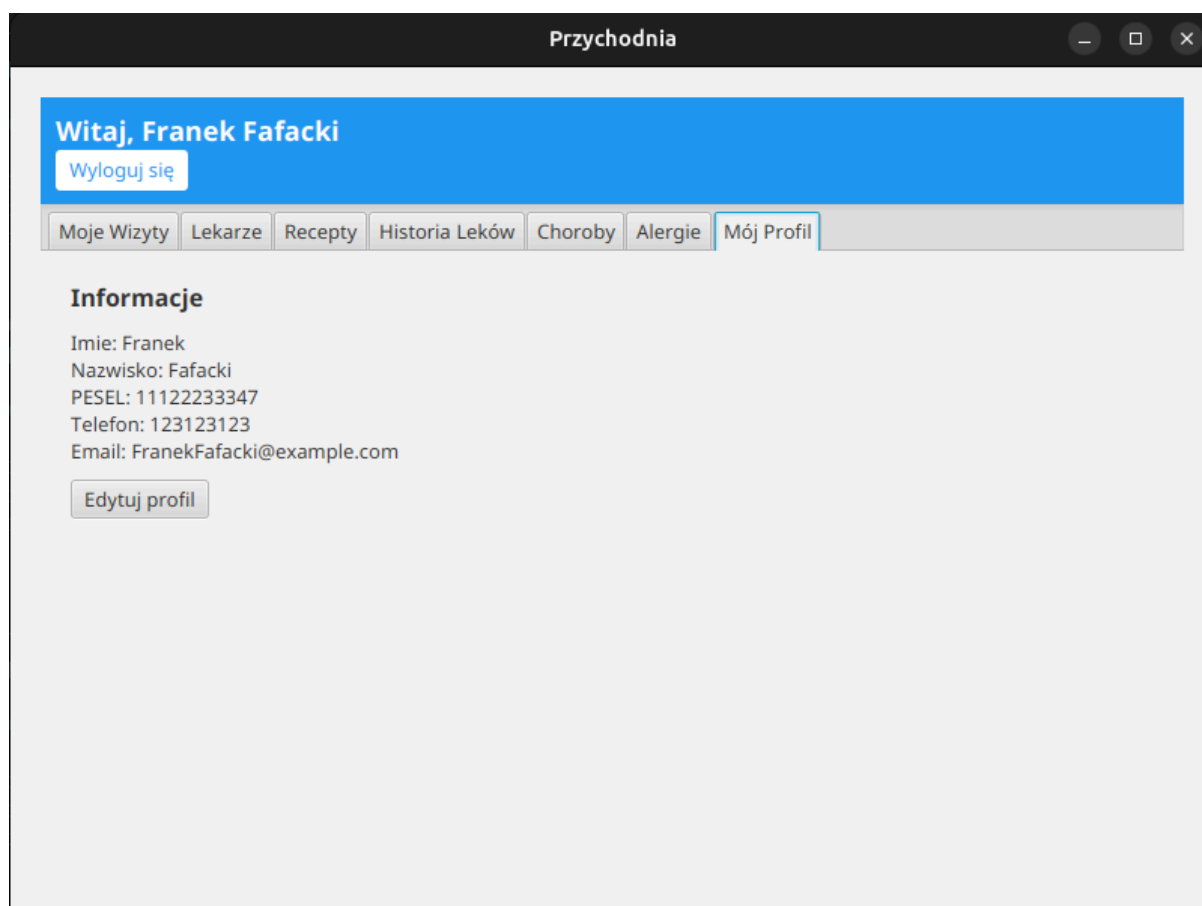 Przychodnia
Witaj, Franek Fafacki
Wyloguj się
Moje Wizyty Lekarze Recepty Historia Leków Choroby Alergie Mój Profil
Informacje
Imie: Franek
Nazwisko: Fafacki
PESEL: 11122233347
Telefon: 123123123
Email: FranekFafacki@example.com
Edytuj profil